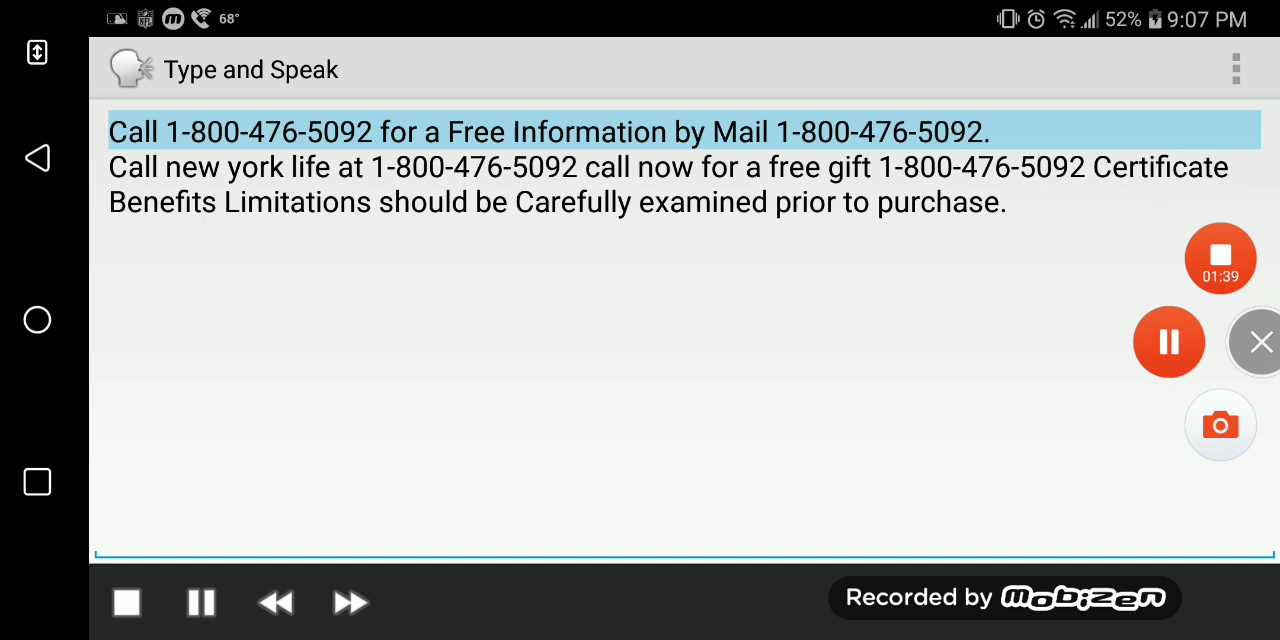 68° 52% 9:07 PM
Type and Speak
Call 1-800-476-5092 for a Free Information by Mail 1-800-476-5092.
Call new york life at 1-800-476-5092 call now for a free gift 1-800-476-5092 Certificate
Benefits Limitations should be Carefully examined prior to purchase.
01:39
Recorded by mobizen